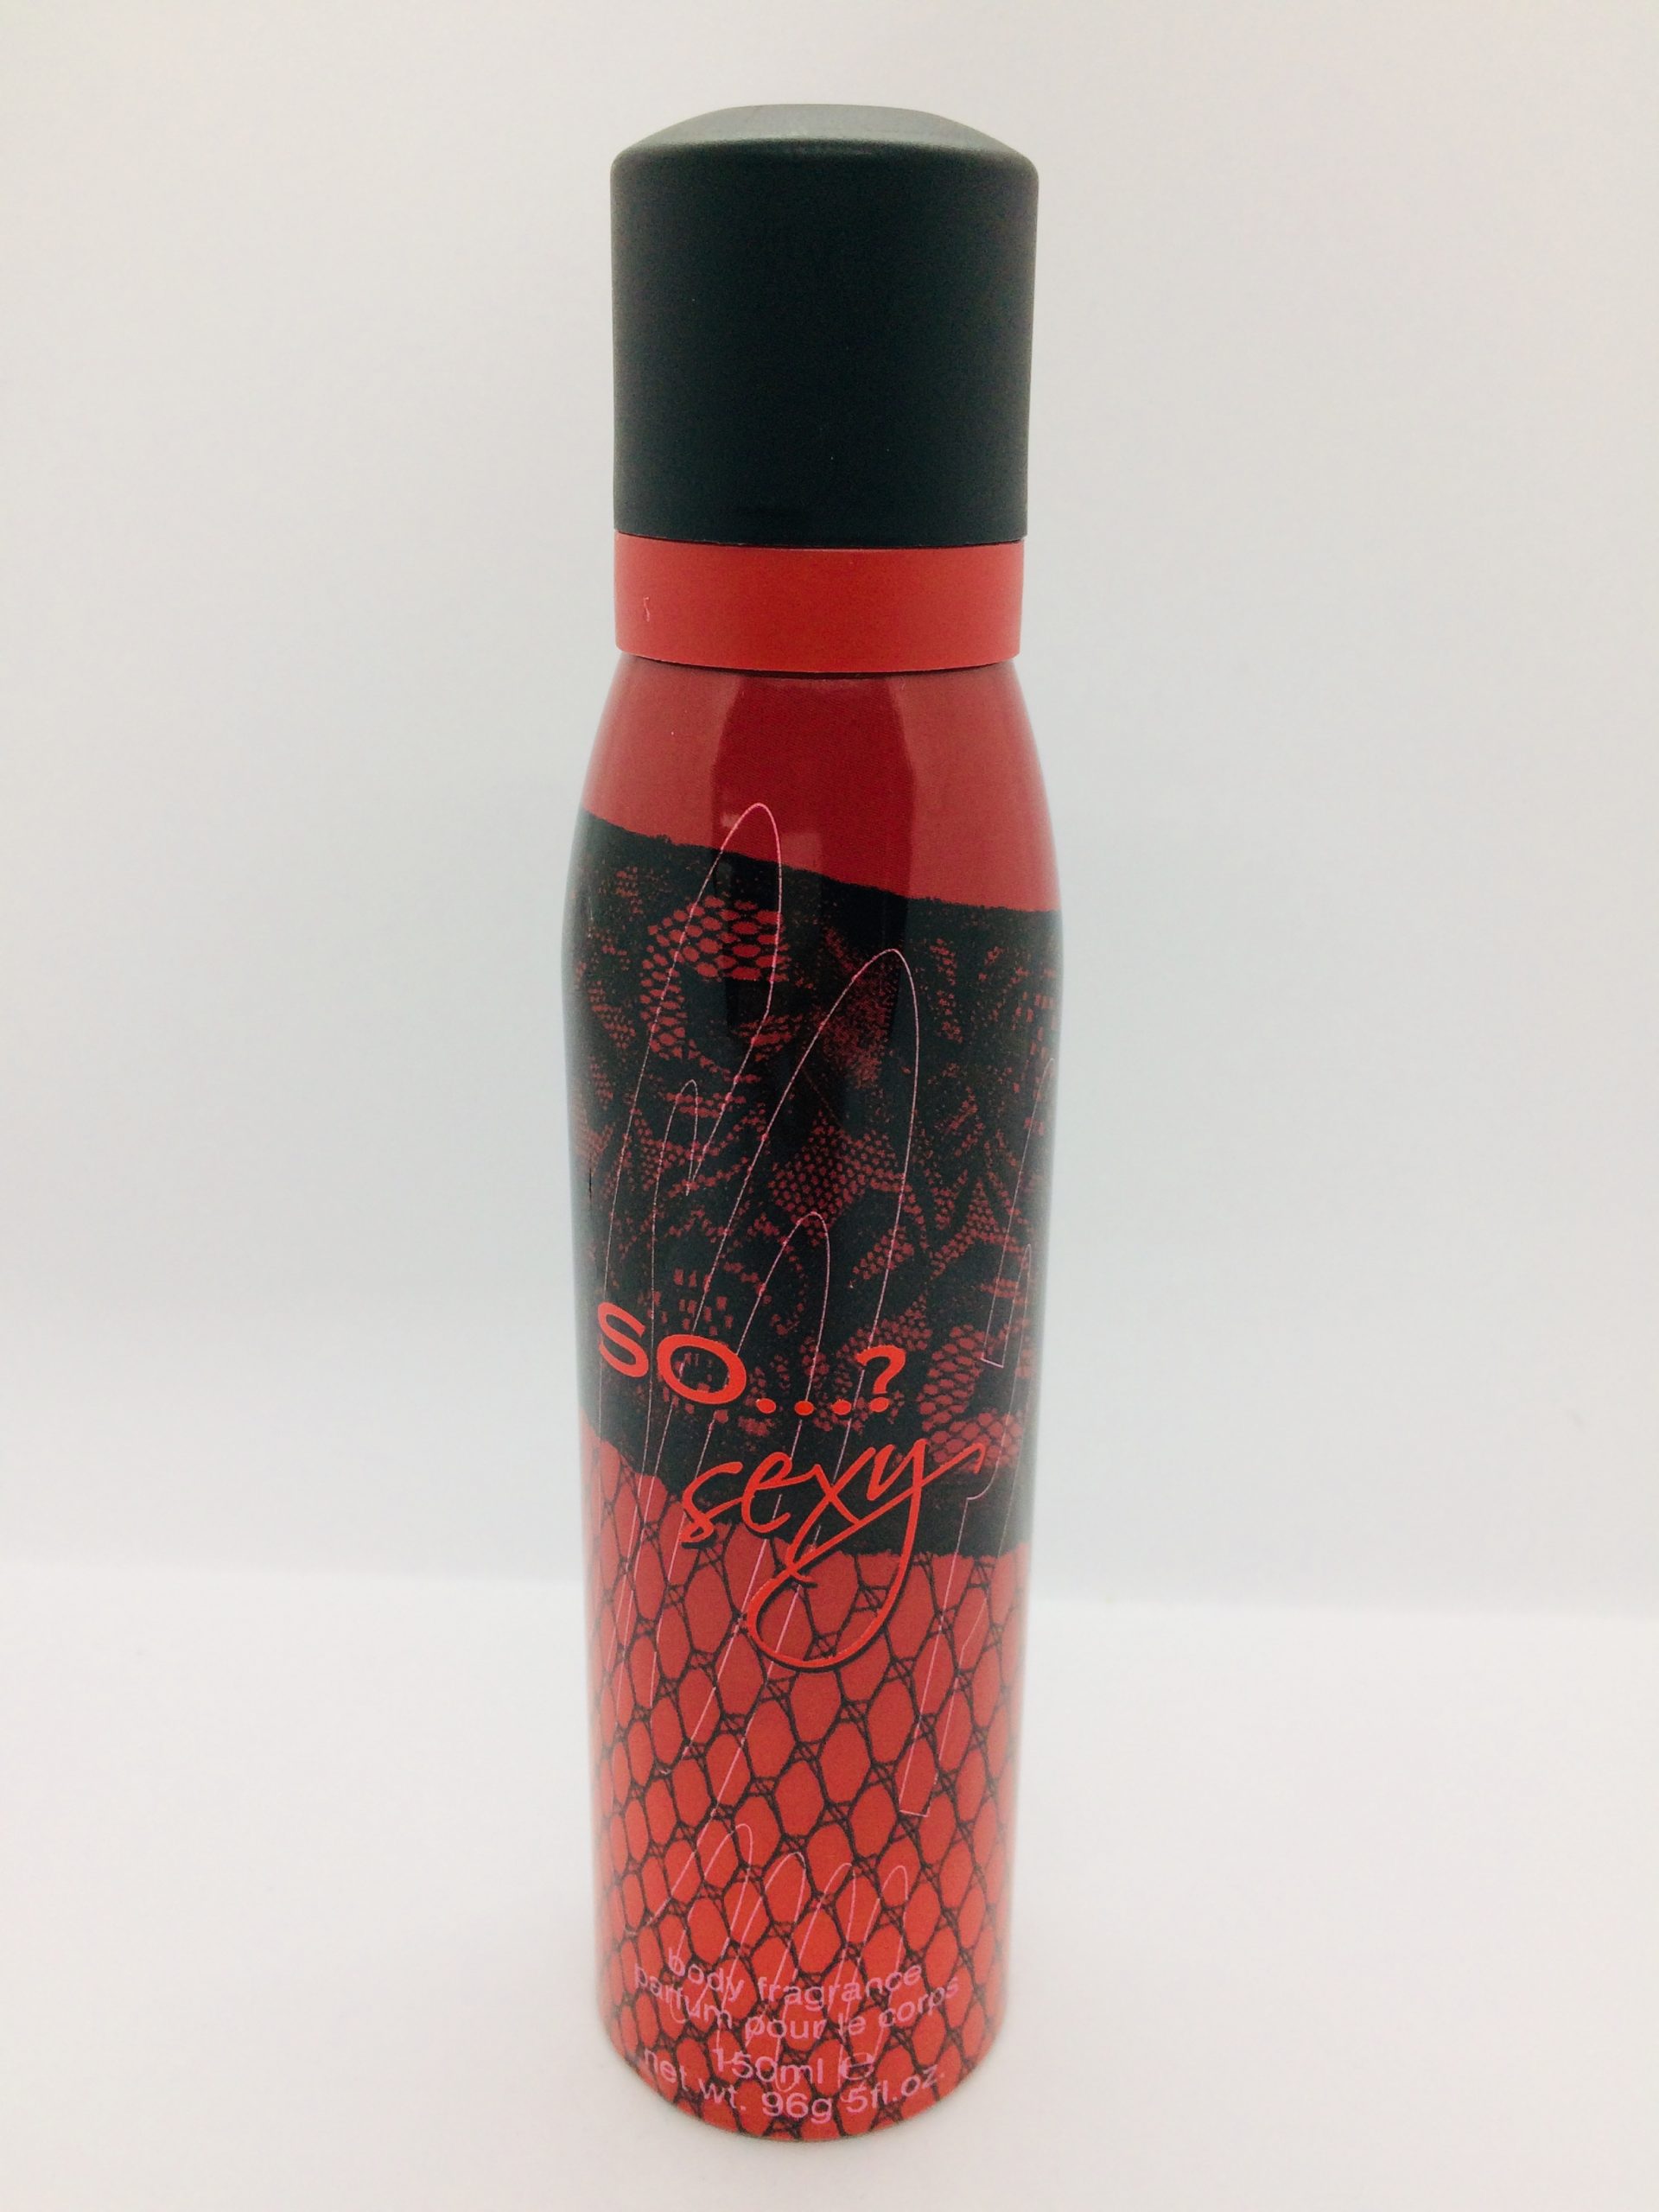 so...?
sexy
body fragrance
parfum pour le corps
150ml e
net wt. 96g 5fl.oz.